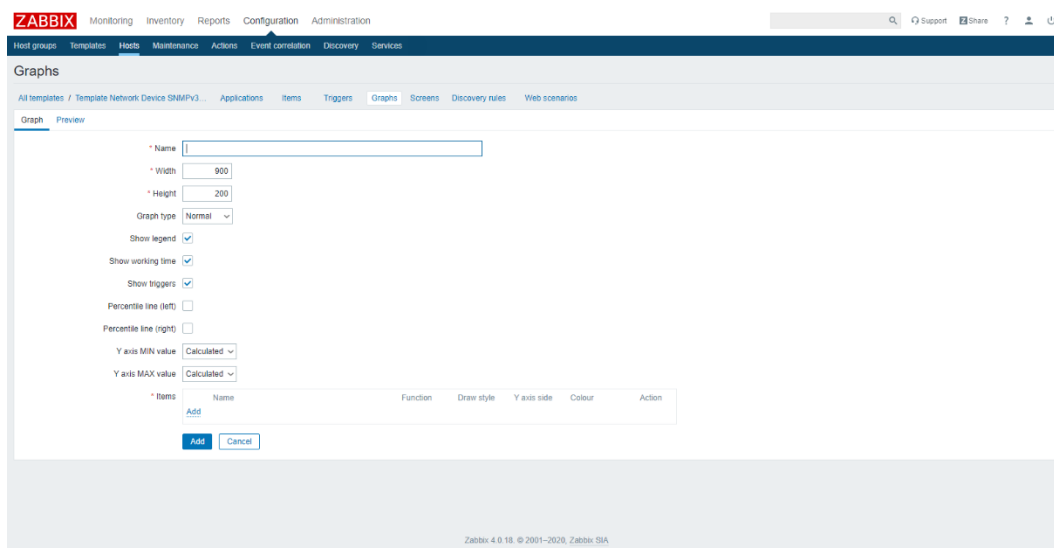 ZABBIX Monitoring Inventory Reports Configuration Administration Support Z Share ?
Host groups Templates Hosts Maintenance Actions Event correlation Discovery Services
Graphs
All templates / Template Network Device SNMPv3... Applications Items Triggers Graphs Screens Discovery rules Web scenarios
Graph Preview
* Name
* Width 900
* Height 200
Graph type Normal
Show legend
Show working time
Show triggers
Percentile line (left)
Percentile line (right)
Y axis MIN value Calculated
Y axis MAX value Calculated
* Items Name Function Draw style Y axis side Colour Action
Add
Add Cancel
Zabbix 4.0.18. © 2001–2020, Zabbix SIA